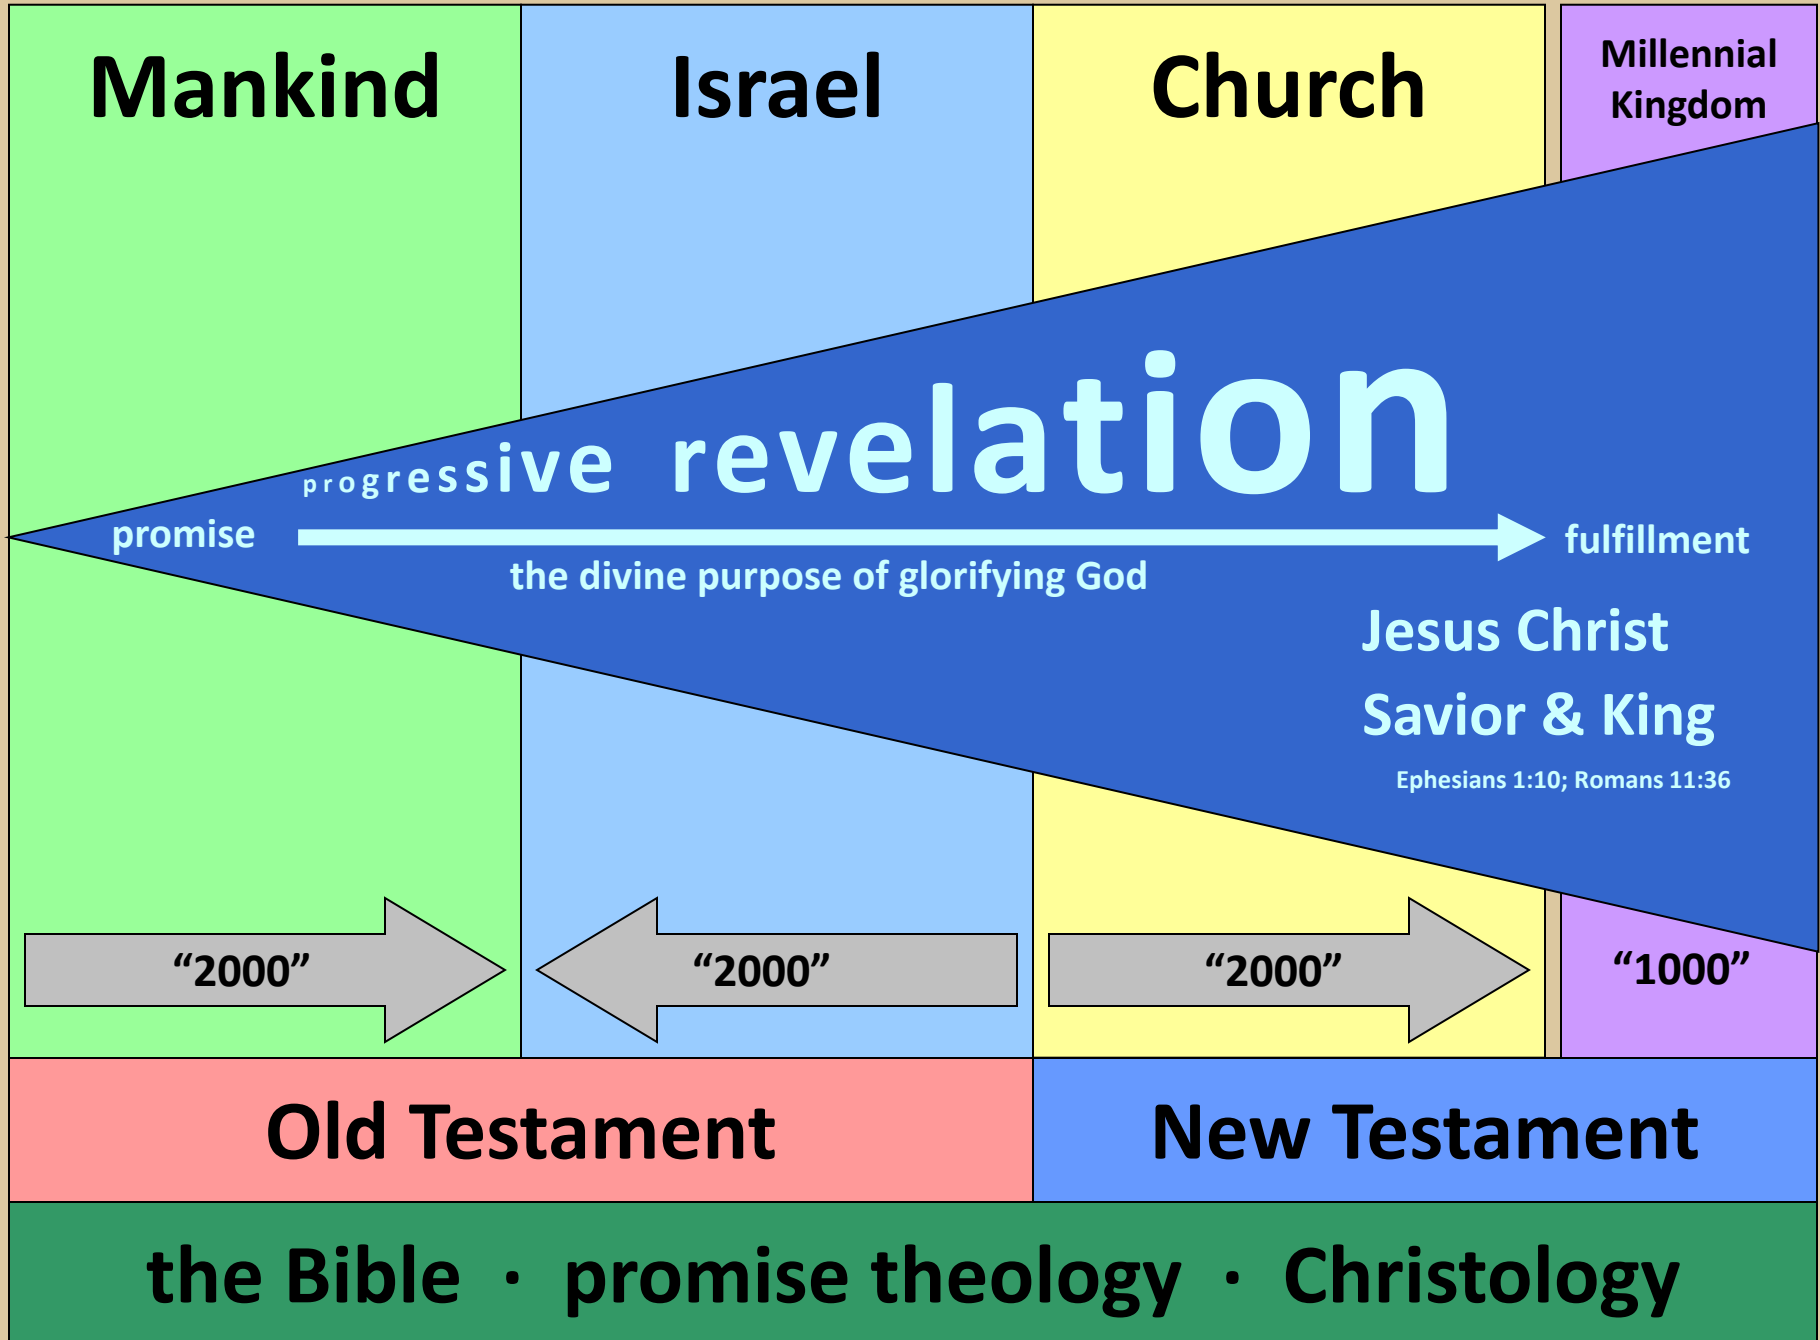 Mankind
Israel
Church
Millennial
Kingdom
progressive revelation
promise
fulfillment
the divine purpose of glorifying God
Jesus Christ
Savior & King
Ephesians 1:10; Romans 11:36
“2000”
“2000”
“2000”
“1000”
Old Testament
New Testament
the Bible · promise theology · Christology